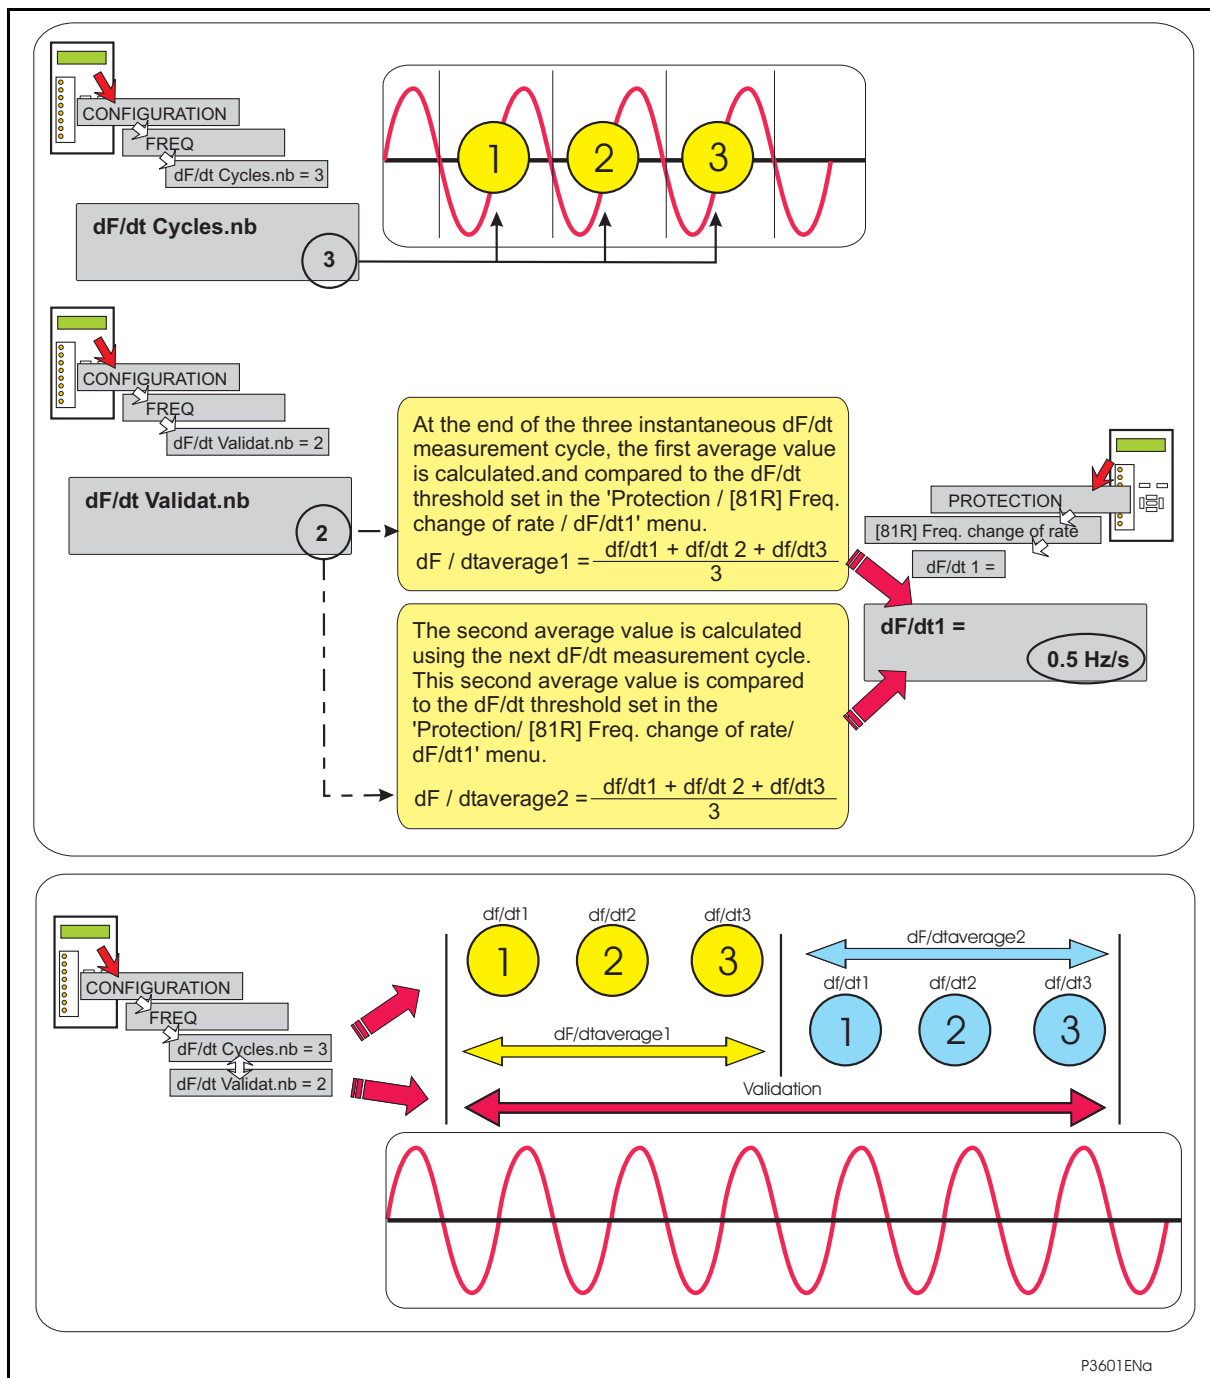 CONFIGURATION
FREQ
dF/dt Cycles.nb = 3
dF/dt Cycles.nb
3
1
2
3
CONFIGURATION
FREQ
dF/dt Validat.nb = 2
dF/dt Validat.nb
2
At the end of the three instantaneous dF/dt
measurement cycle, the first average value
is calculated.and compared to the dF/dt
threshold set in the 'Protection / [81R] Freq.
change of rate / dF/dt1' menu.
dF / dtaverage1 = df/dt1 + df/dt 2 + df/dt3
3
The second average value is calculated
using the next dF/dt measurement cycle.
This second average value is compared
to the dF/dt threshold set in the
'Protection/ [81R] Freq. change of rate/
dF/dt1' menu.
dF / dtaverage2 = df/dt1 + df/dt 2 + df/dt3
3
PROTECTION
[81R] Freq. change of rate
dF/dt 1 =
dF/dt1 =
0.5 Hz/s
CONFIGURATION
FREQ
dF/dt Cycles.nb = 3
dF/dt Validat.nb = 2
df/dt1 df/dt2 df/dt3
1 2 3
dF/dtaverage1
dF/dtaverage2
df/dt1 df/dt2 df/dt3
1 2 3
Validation
P3601ENa